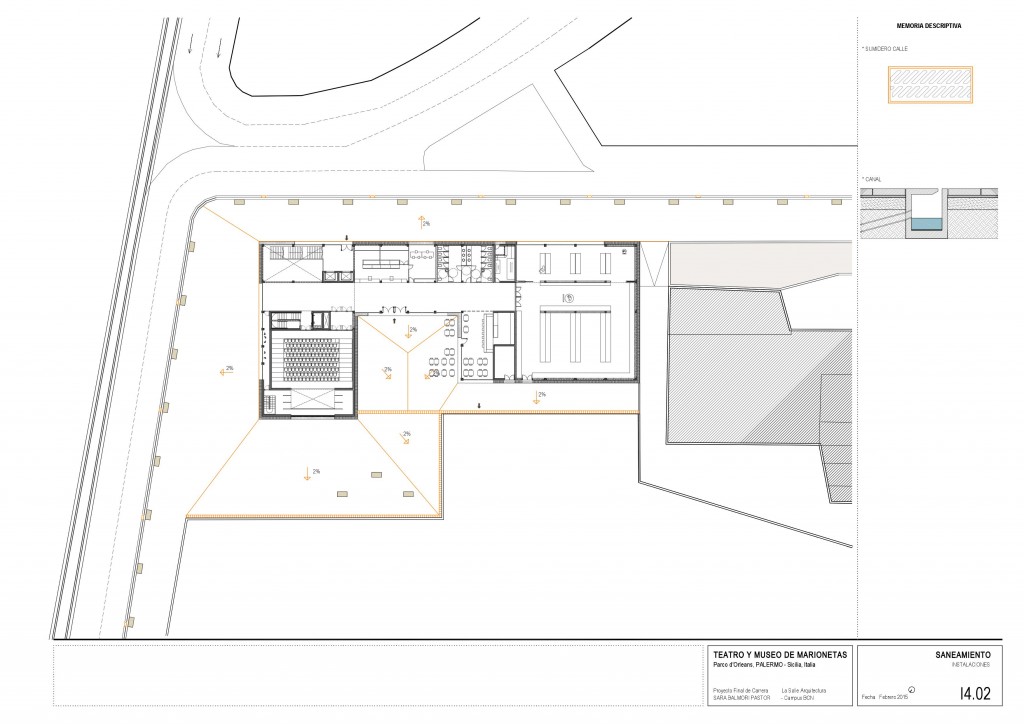 MEMORIA DESCRIPTIVA
* SUMIDERO CALLE
* CANAL
2%
2%
2%
2%
2%
2%
2%
TEATRO Y MUSEO DE MARIONETAS
Parco d'Orleans, PALERMO - Sicilia, Italia
Proyecto Final de Carrera La Salle Arquitectura
SARA BALMORI PASTOR - Campus BCN
SANEAMIENTO
INSTALACIONES
Fecha . Febrero 2015
I4.02